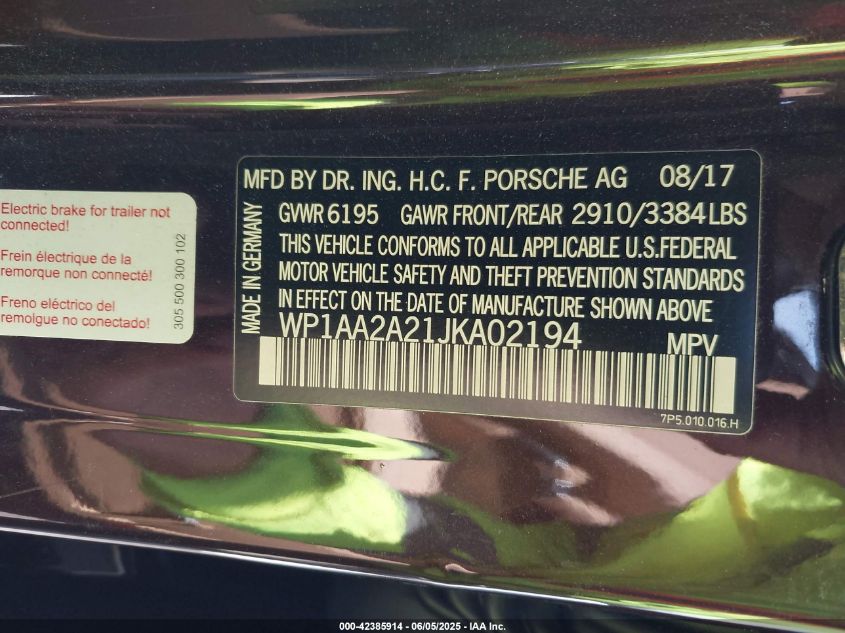 Electric brake for trailer not
connected!
Frein électrique de la
remorque non connecté!
Freno eléctrico del
remolgue no conectado!
305 500 300 102
MADE IN GERMANY
MFD BY DR. ING. H.C. F. PORSCHE AG 08/17
GVWR 6195 GAWR FRONT/REAR 2910/3384 LBS
THIS VEHICLE CONFORMS TO ALL APPLICABLE U.S.FEDERAL
MOTOR VEHICLE SAFETY AND THEFT PREVENTION STANDARDS
IN EFFECT ON THE DATE OF MANUFACTURE SHOWN ABOVE
WP1AA2A21JKA02194 MPV
7P5.010.016.H
000-42385914 - 06/05/2025 - IAA Inc.